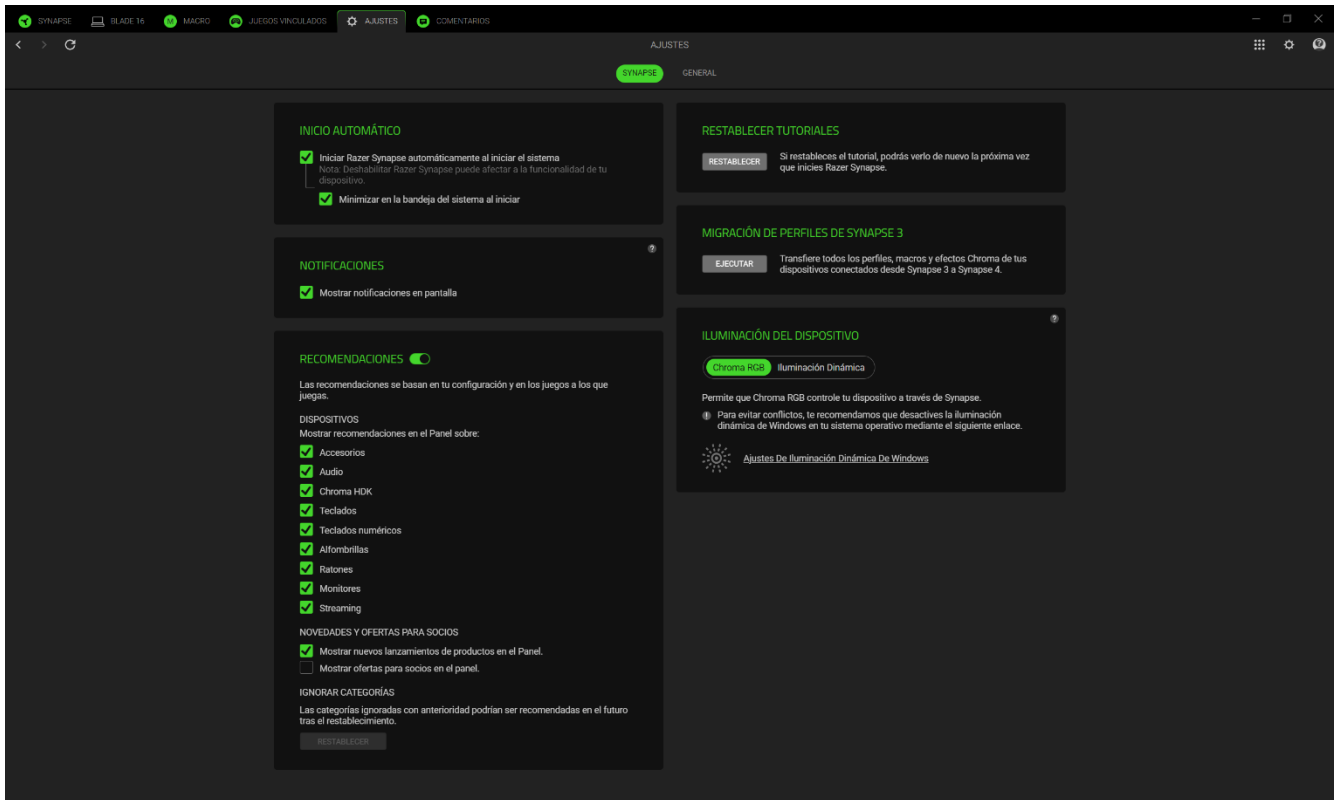 SYNAPSE
BLADE 16
MACRO
JUEGOS VINCULADOS
AJUSTES
COMENTARIOS
AJUSTES
SYNAPSE
GENERAL
INICIO AUTOMÁTICO
Iniciar Razer Synapse automáticamente al iniciar el sistema
Nota: Deshabilitar Razer Synapse puede afectar a la funcionalidad de tu
dispositivo.
Minimizar en la bandeja del sistema al iniciar
NOTIFICACIONES
Mostrar notificaciones en pantalla
RECOMENDACIONES
Las recomendaciones se basan en tu configuración y en los juegos a los que
juegas.
DISPOSITIVOS
Mostrar recomendaciones en el Panel sobre:
Accesorios
Audio
Chroma HDK
Teclados
Teclados numéricos
Alfombrillas
Ratones
Monitores
Streaming
NOVEDADES Y OFERTAS PARA SOCIOS
Mostrar nuevos lanzamientos de productos en el Panel.
Mostrar ofertas para socios en el panel.
IGNORAR CATEGORÍAS
Las categorías ignoradas con anterioridad podrían ser recomendadas en el futuro
tras el restablecimiento.
RESTABLECER
RESTABLECER TUTORIALES
RESTABLECER
Si restableces el tutorial, podrás verlo de nuevo la próxima vez
que inicies Razer Synapse.
MIGRACIÓN DE PERFILES DE SYNAPSE 3
EJECUTAR
Transfiere todos los perfiles, macros y efectos Chroma de tus
dispositivos conectados desde Synapse 3 a Synapse 4.
ILUMINACIÓN DEL DISPOSITIVO
Chroma RGB
Iluminación Dinámica
Permite que Chroma RGB controle tu dispositivo a través de Synapse.
Para evitar conflictos, te recomendamos que desactives la iluminación
dinámica de Windows en tu sistema operativo mediante el siguiente enlace.
Ajustes De Iluminación Dinámica De Windows